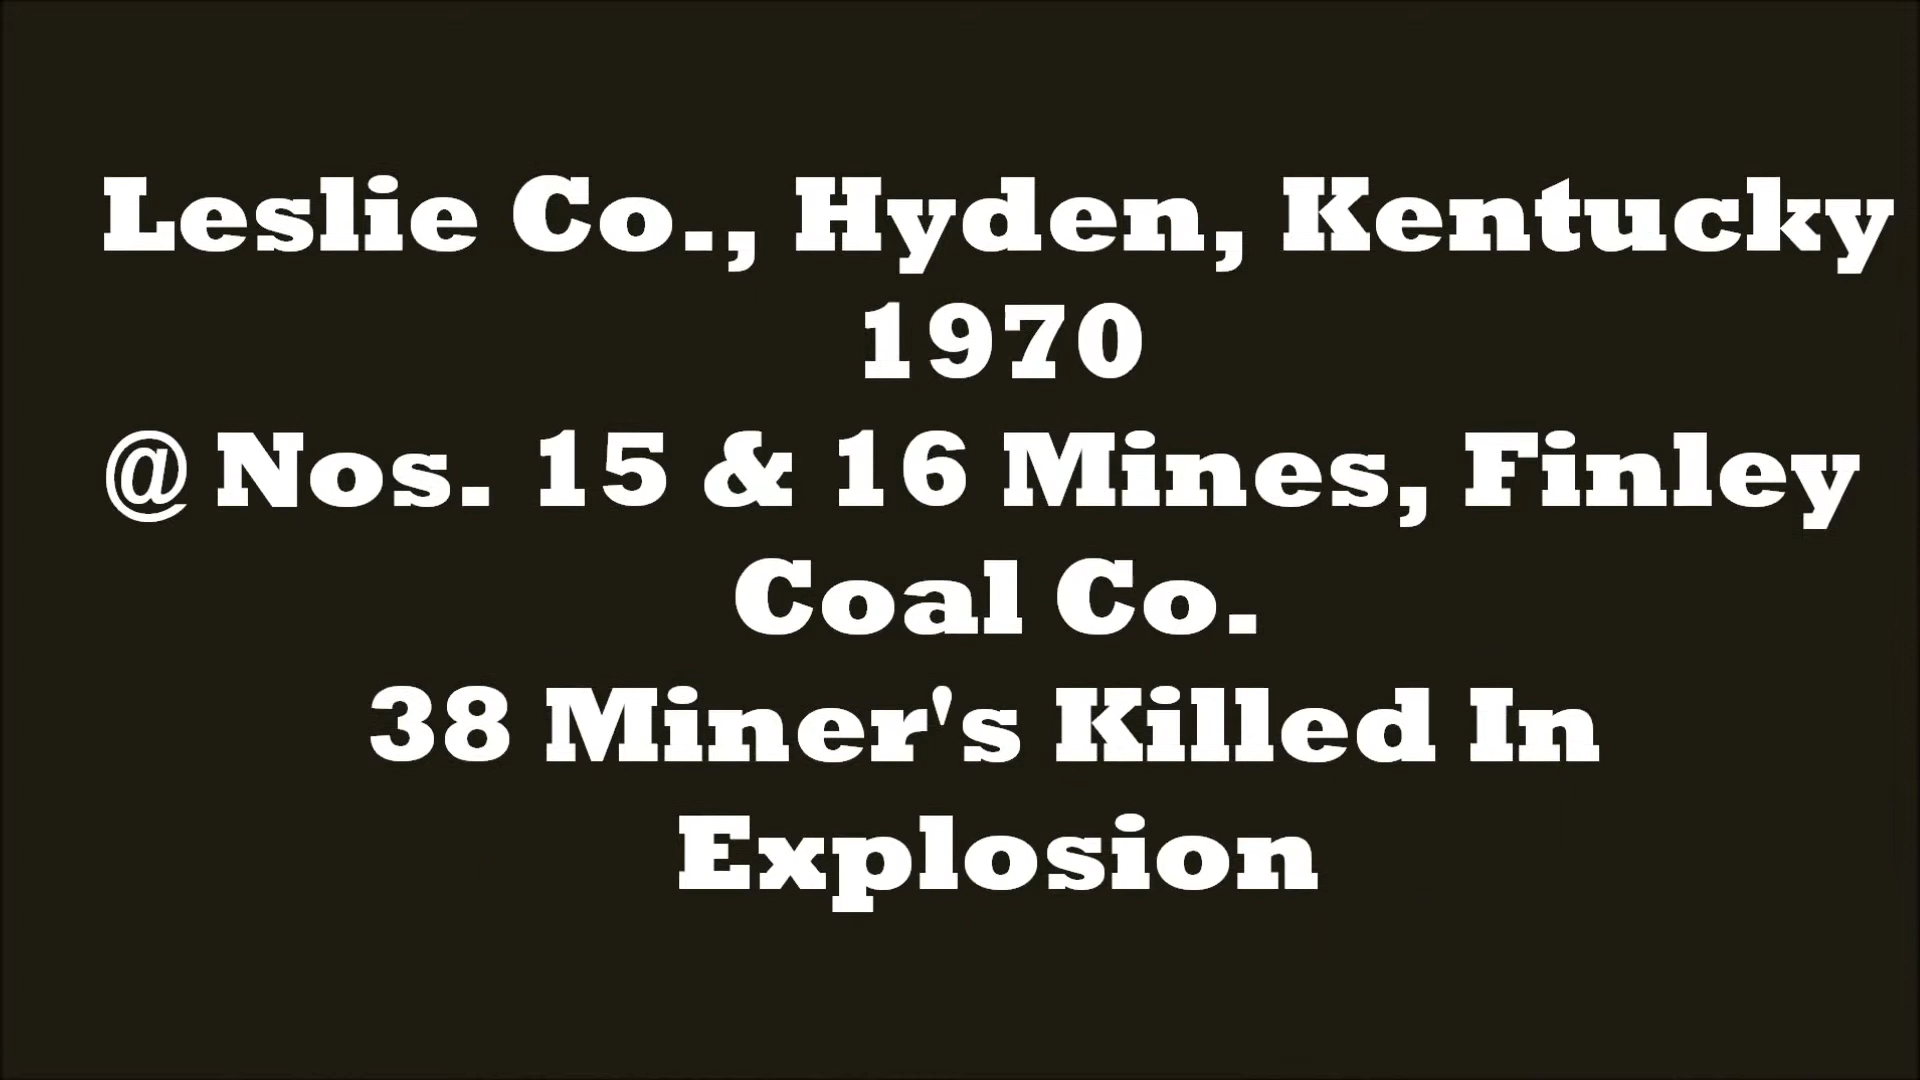 Leslie Co., Hyden, Kentucky
1970
@ Nos. 15 & 16 Mines, Finley
Coal Co.
38 Miner's Killed In
Explosion